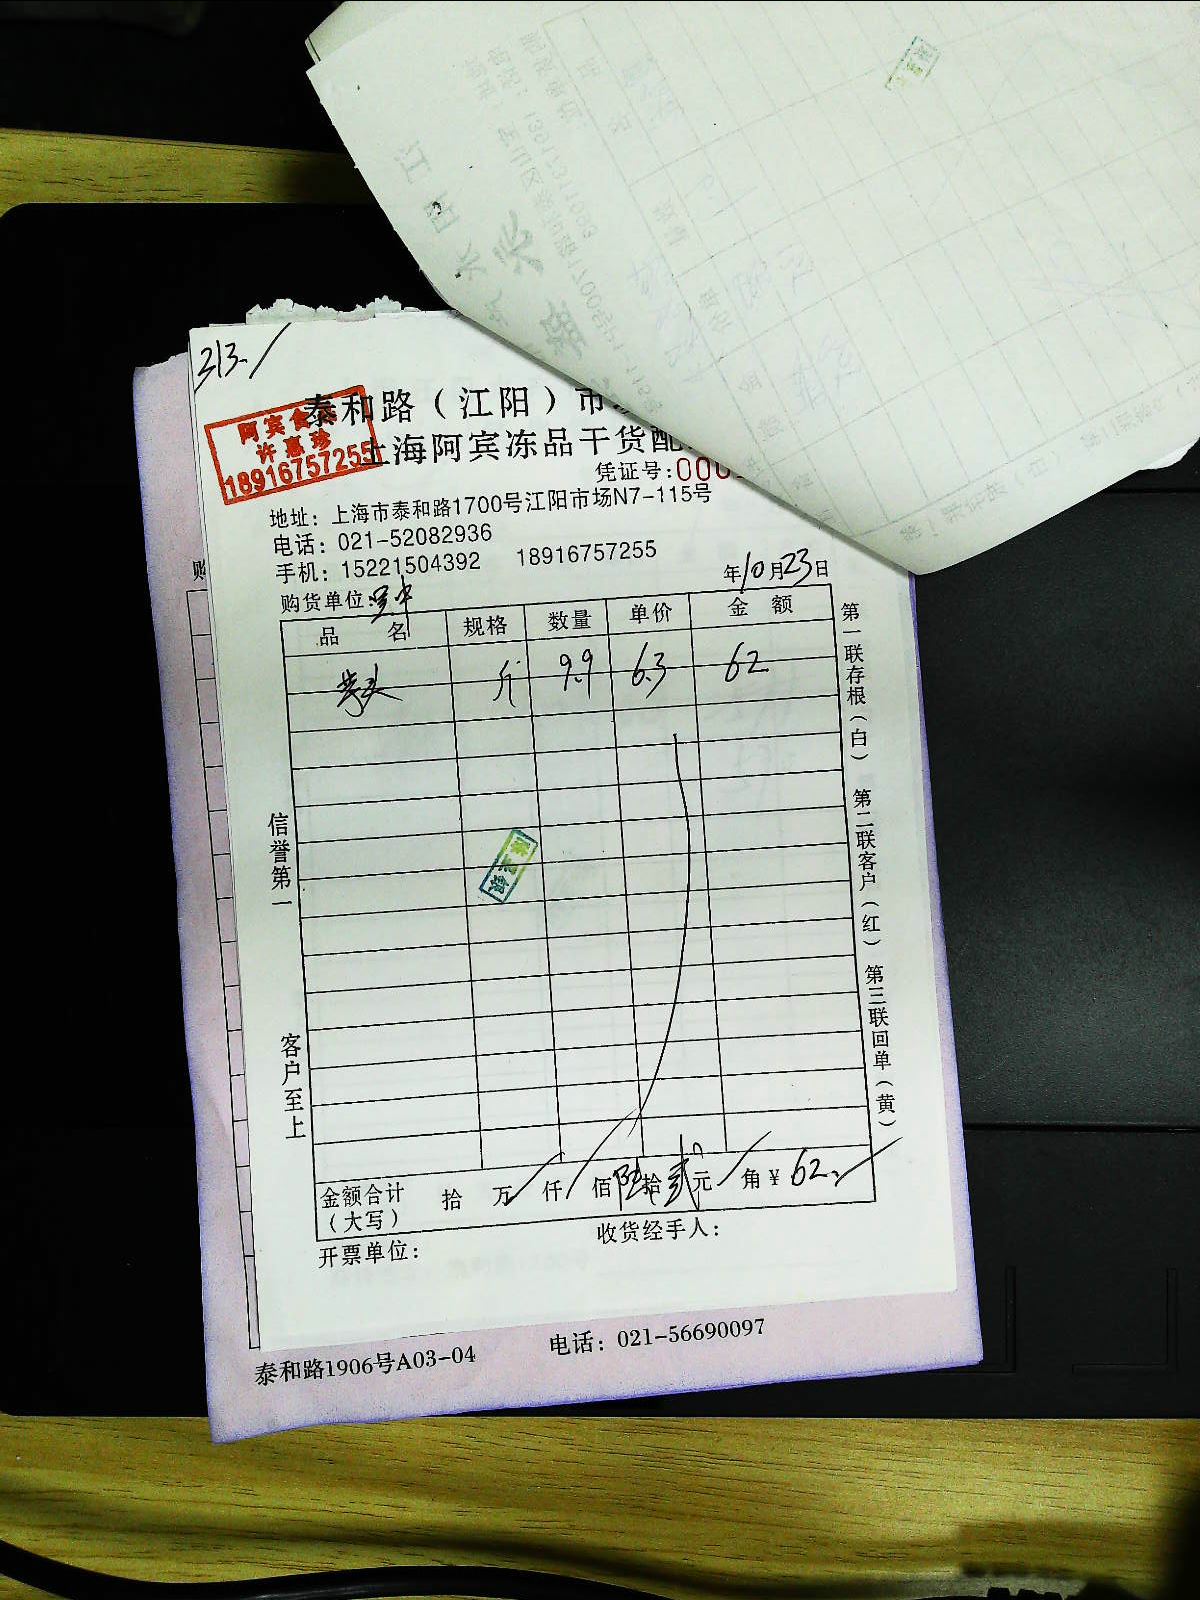 313.
泰和路（江阳）市
上海阿宾冻品干货配
阿宾食
许惠珍
18916757255
凭证号:000
地址：上海市泰和路1700号江阳市场N7-115号
电话：021-52082936
手机：15221504392 18916757255
年10月23日
购货单位
品名 规格 数量 单价 金额
斤 9.9 6.3 62
信誉第一
客户至上
第一联存根（白） 第二联客户（红） 第三联回单（黄）
金额合计（大写） 拾 万 仟 佰 陆拾贰元 角￥62.
开票单位： 收货经手人：
购
泰和路1906号A03-04 电话：021-56690097